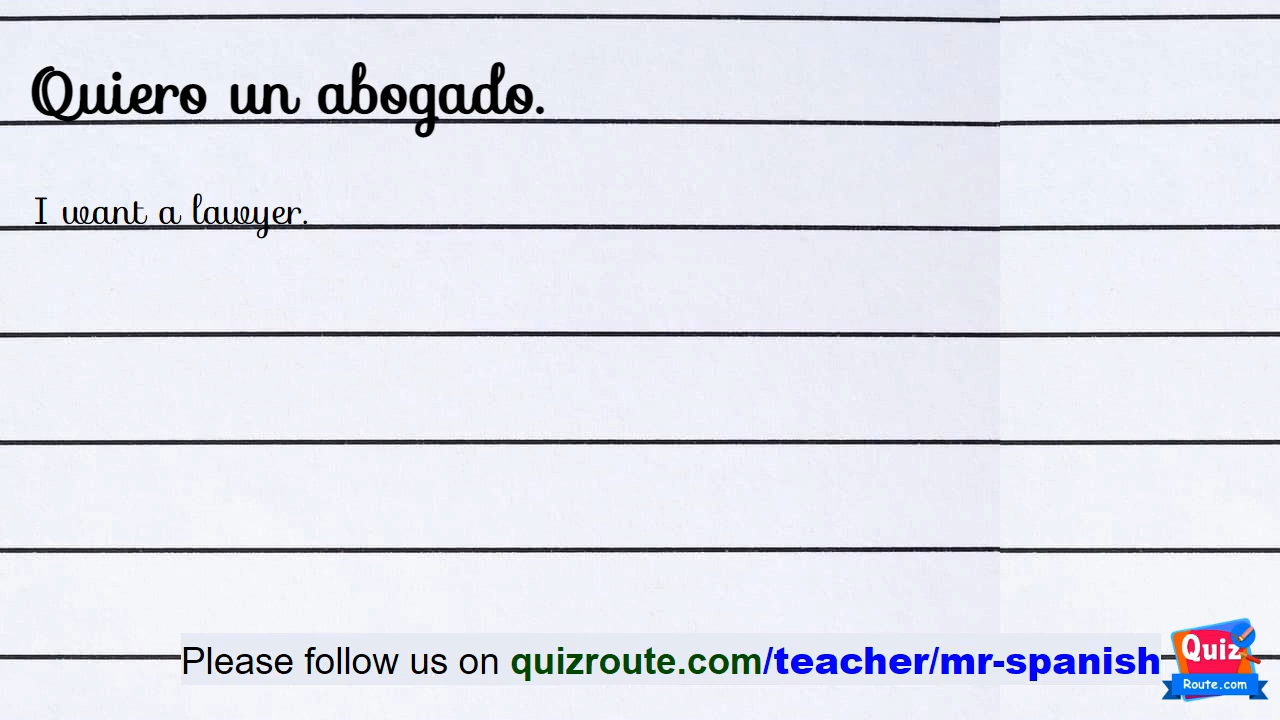 Quiero un abogado.
I want a lawyer.
Please follow us on quizroute.com/teacher/mr-spanish
Quiz
Route.com